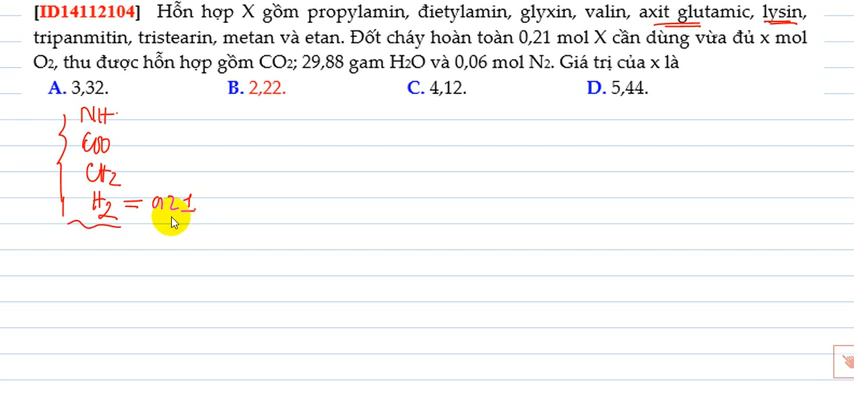 [ID14112104] Hỗn hợp X gồm propylamin, đietylamin, glyxin, valin, axit glutamic, lysin,
tripannitin, tristearin, metan và etan. Đốt cháy hoàn toàn 0,21 mol X cần dùng vừa đủ x mol
O₂, thu được hỗn hợp gồm CO₂; 29,88 gam H₂O và 0,06 mol N₂. Giá trị của x là
A. 3,32. B. 2,22. C. 4,12. D. 5,44.
NH
COO
CH₂
H₂ = 0,21